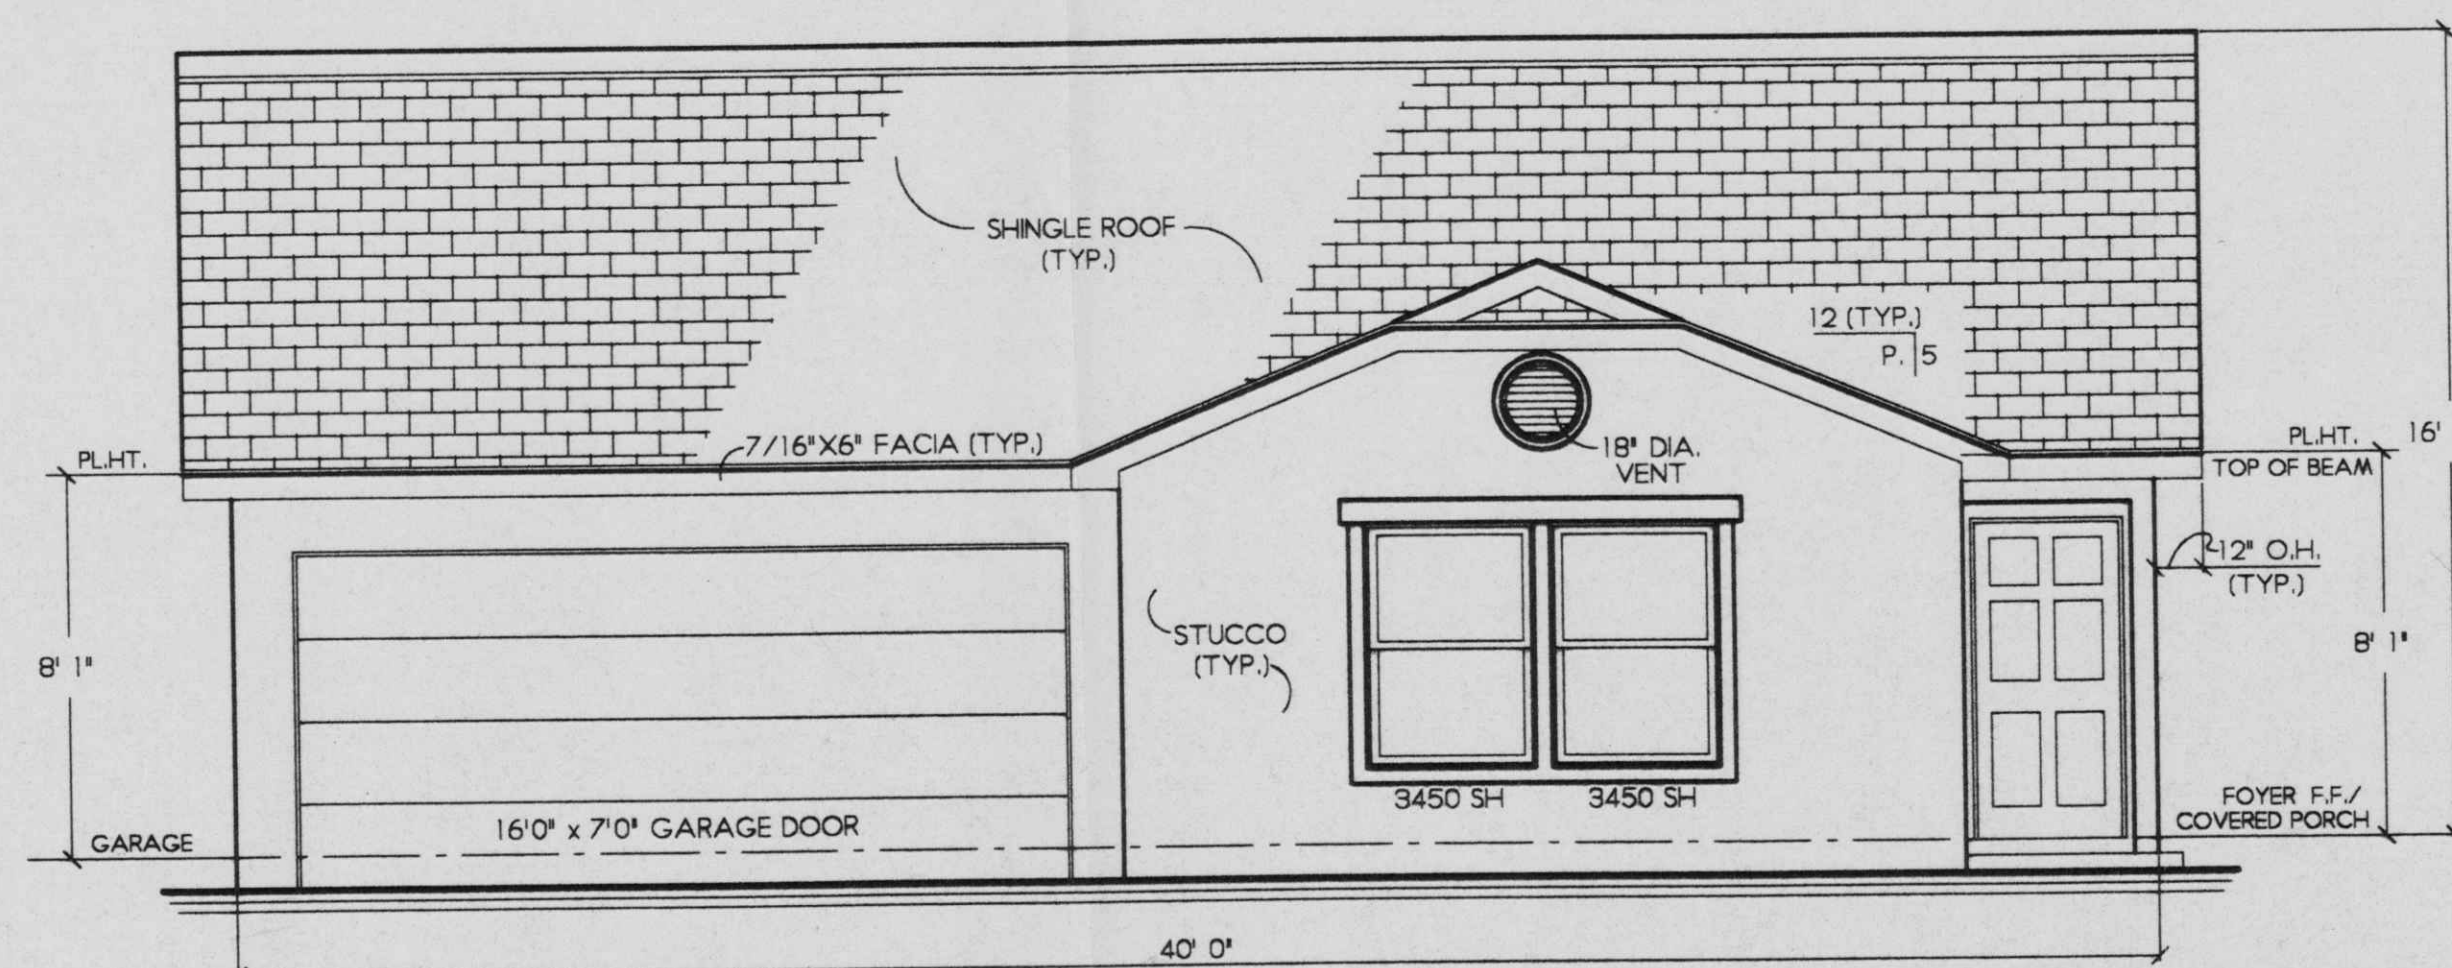 SHINGLE ROOF
(TYP.)
12 (TYP.)
P. 5
7/16"X6" FACIA (TYP.)
18" DIA.
VENT
PL.HT.
PL.HT.
16'
TOP OF BEAM
12" O.H.
(TYP.)
STUCCO
(TYP.)
8' 1"
8' 1"
3450 SH
3450 SH
16'0" x 7'0" GARAGE DOOR
GARAGE
FOYER F.F./
COVERED PORCH
40' 0"